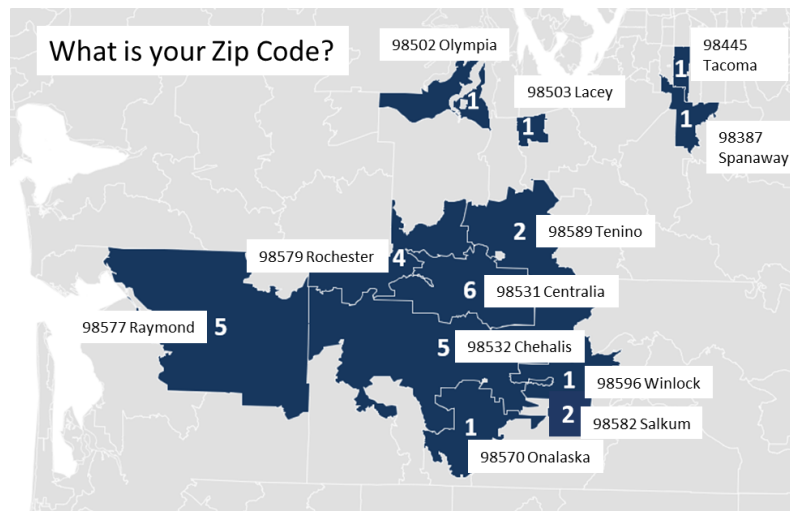 What is your Zip Code?
98502 Olympia
1
98503 Lacey
1
98445
Tacoma
1
1
98387
Spanaway
2
98589 Tenino
98579 Rochester
4
6
98531 Centralia
98577 Raymond
5
5
98532 Chehalis
1
98596 Winlock
2
98582 Salkum
1
98570 Onalaska